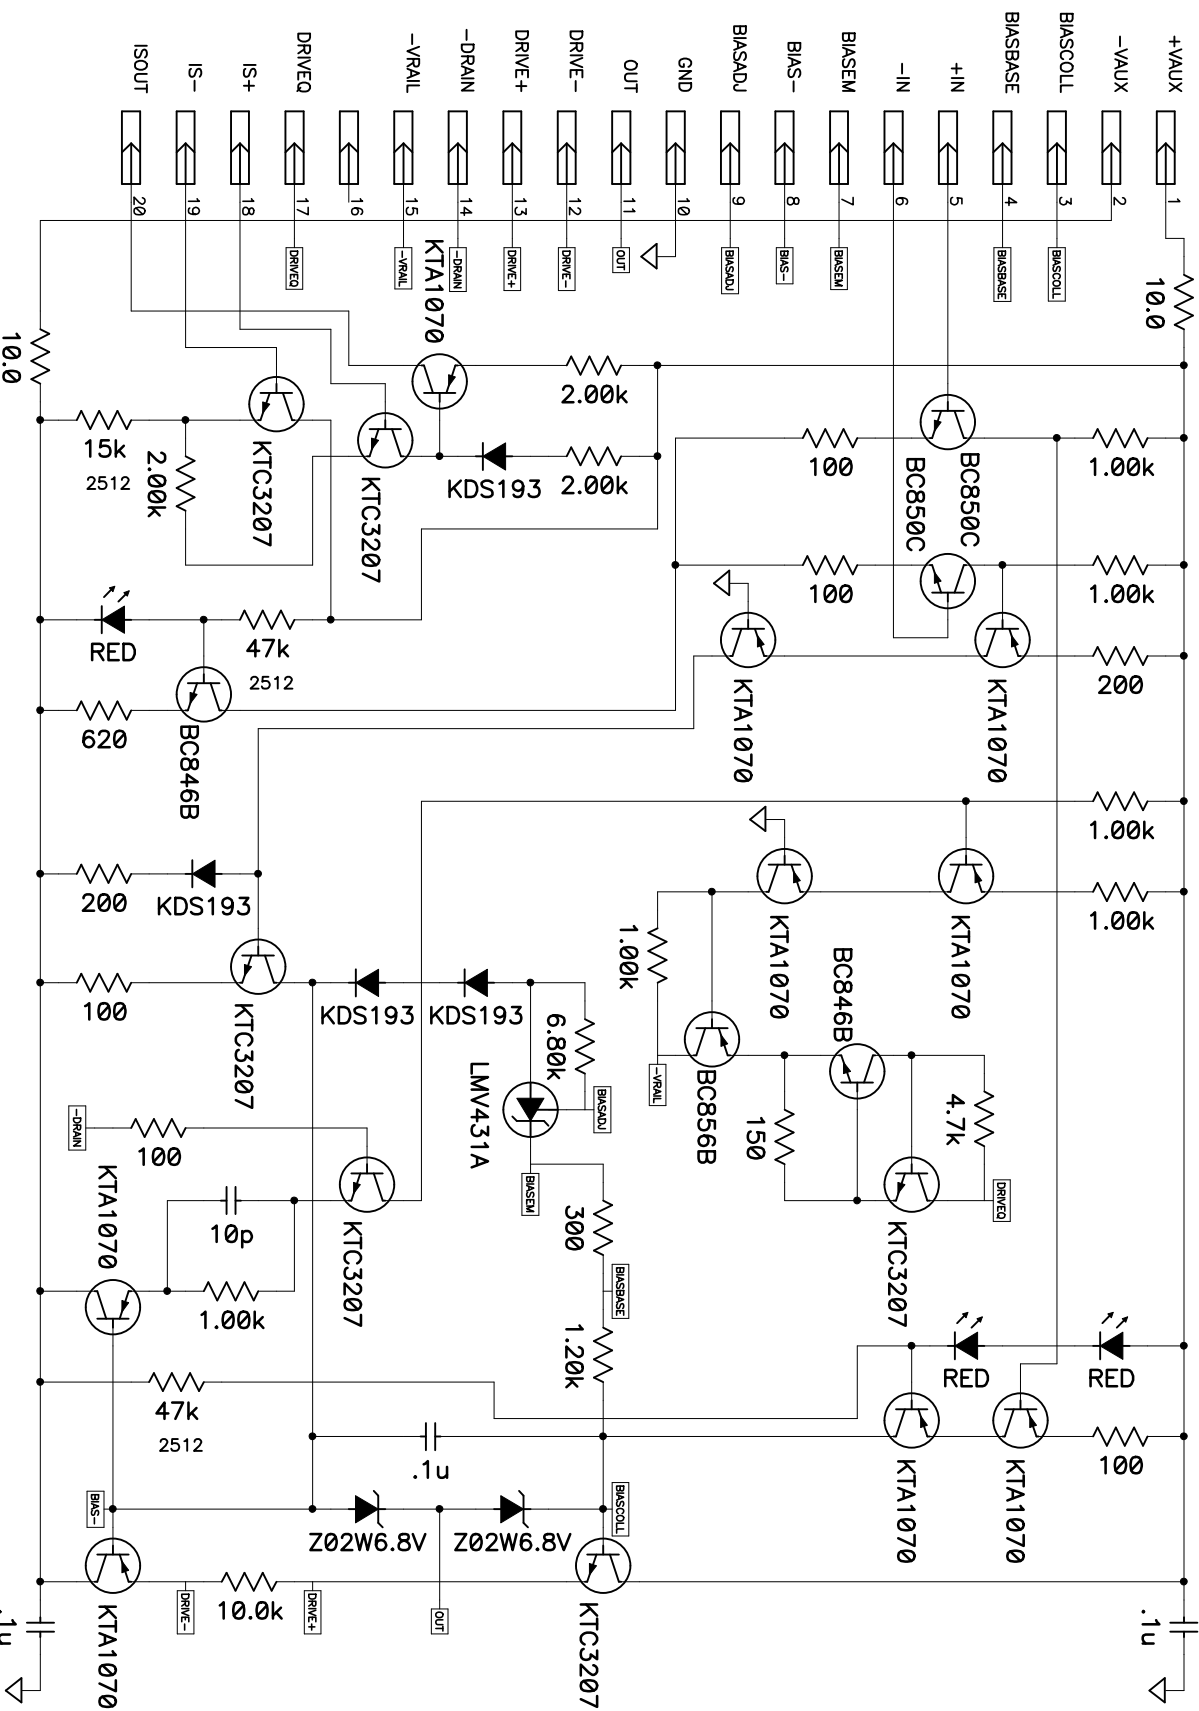 +VAUX
-VAUX
BIASCOLL
BIASBASE
+IN
-IN
BIASEM
BIAS-
BIASADJ
GND
OUT
DRIVE-
DRIVE+
-DRAIN
-VRAIL
DRIVEQ
IS+
IS-
ISOUT
1
2
3
4
5
6
7
8
9
10
11
12
13
14
15
16
17
18
19
20
BIASCOLL
BIASBASE
BIASEM
BIAS-
BIASADJ
OUT
DRIVE-
DRIVE+
-DRAIN
-VRAIL
DRIVEQ
10.0
10.0
KTA1070
2.00k
2.00k
KDS193
KTC3207
KTC3207
15k
2512
2.00k
RED
47k
2512
620
BC846B
1.00k
1.00k
100
100
BC850C
BC850C
200
KTA1070
KTA1070
1.00k
1.00k
KTA1070
KTA1070
1.00k
-VRAIL
BC856B
BC846B
150
4.7k
DRIVEQ
KTC3207
200
KDS193
100
KTC3207
KDS193
KDS193
6.80k
BIASADJ
LMV431A
BIASEM
300
BIASBASE
1.20k
-DRAIN
100
KTC3207
10p
1.00k
KTA1070
47k
2512
.1u
RED
RED
100
KTA1070
KTA1070
BIAS-
Z02W6.8V
Z02W6.8V
BIASCOLL
KTA1070
DRIVE-
10.0k
DRIVE+
OUT
KTC3207
.1u
.1u